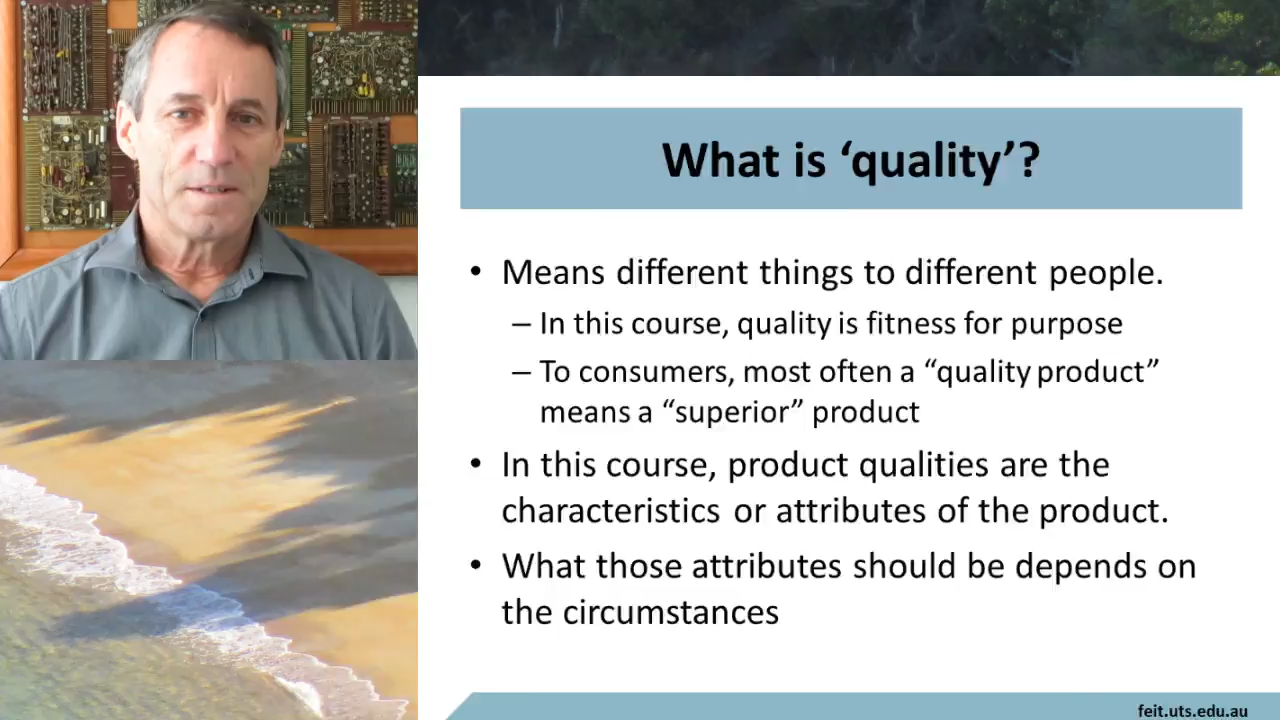 What is ‘quality’?
• Means different things to different people.
– In this course, quality is fitness for purpose
– To consumers, most often a “quality product”
means a “superior” product
• In this course, product qualities are the
characteristics or attributes of the product.
• What those attributes should be depends on
the circumstances
feit.uts.edu.au